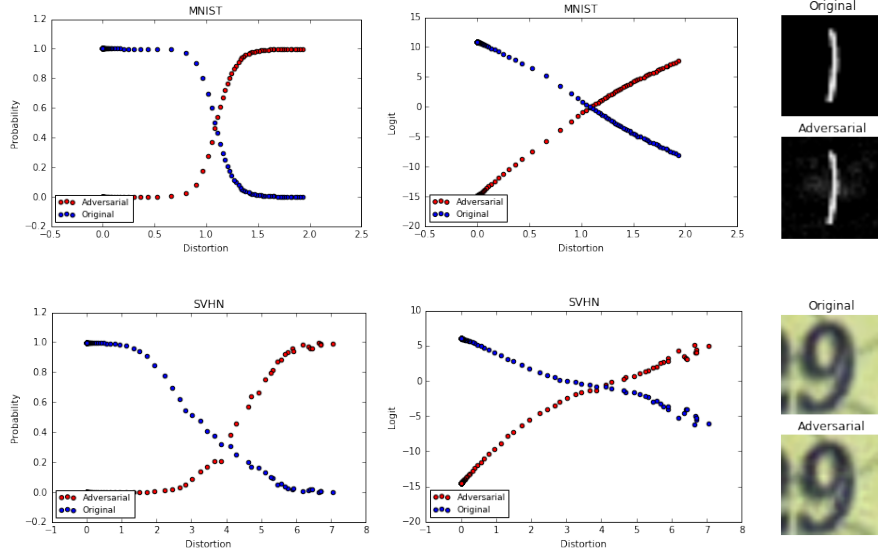 MNIST
1.2
1.0
0.8
0.6
0.4
0.2
0.0
−0.2
Probability
Adversarial
Original
−0.5 0.0 0.5 1.0 1.5 2.0 2.5
Distortion
MNIST
15
10
5
0
−5
−10
−15
−20
Logit
Adversarial
Original
−0.5 0.0 0.5 1.0 1.5 2.0 2.5
Distortion
Original
Adversarial
SVHN
1.2
1.0
0.8
0.6
0.4
0.2
0.0
−0.2
Probability
Adversarial
Original
−1 0 1 2 3 4 5 6 7 8
Distortion
SVHN
10
5
0
−5
−10
−15
−20
Logit
Adversarial
Original
−1 0 1 2 3 4 5 6 7 8
Distortion
Original
9
Adversarial
9